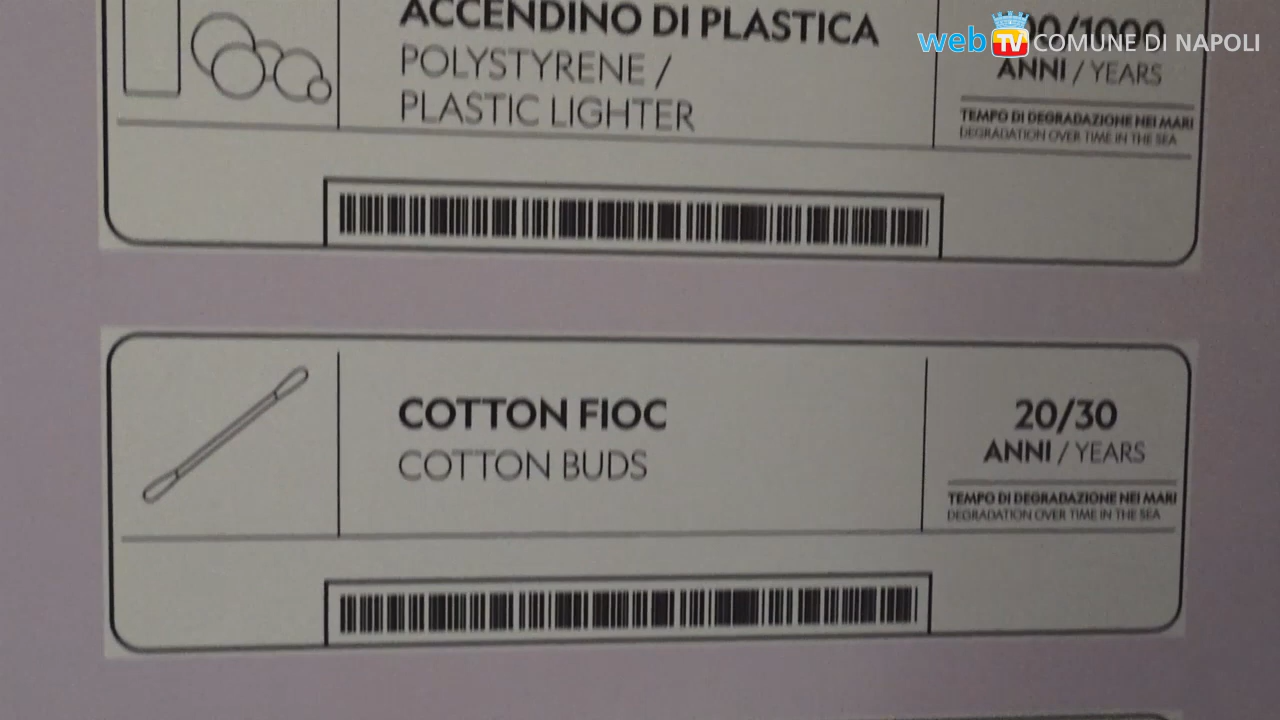 ACCENDINO DI PLASTICA
POLYSTYRENE /
PLASTIC LIGHTER
ANNI / YEARS
TEMPO DI DEGRADAZIONE NEI MARI
DEGRADATION OVER TIME IN THE SEA
web TV COMUNE DI NAPOLI
COTTON FIOC
COTTON BUDS
20/30
ANNI / YEARS
TEMPO DI DEGRADAZIONE NEI MARI
DEGRADATION OVER TIME IN THE SEA